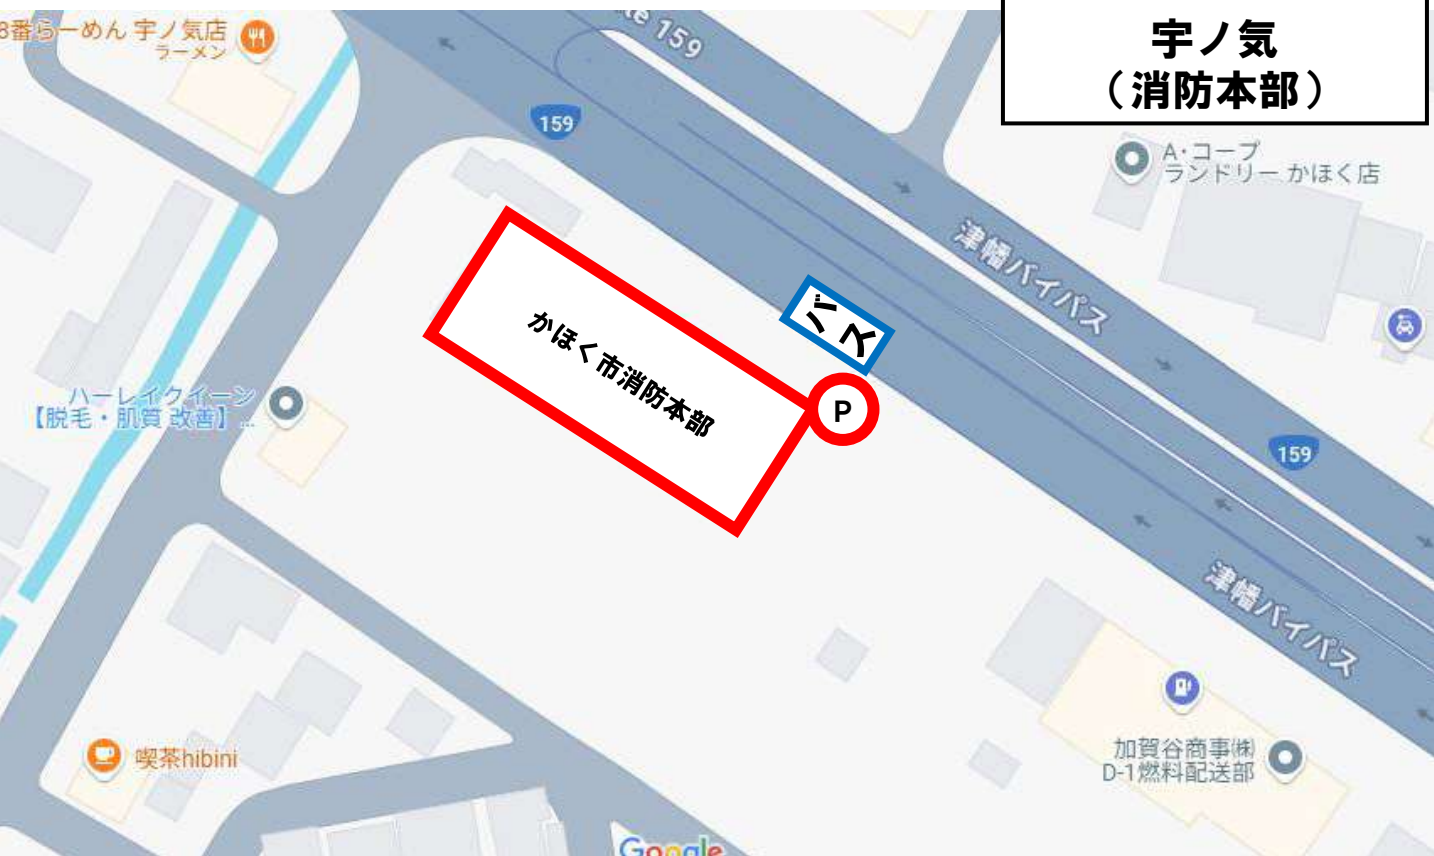 8番らーめん 宇ノ気店
ラーメン
159
宇ノ気
（消防本部）
159
A・コープ
ランドリー かほく店
津幡バイパス
バス
かほく市消防本部
P
ハーレイクイーン
【脱毛・肌質 改善】...
159
津幡バイパス
喫茶hibini
加賀谷商事㈱
D-1燃料配送部
Google